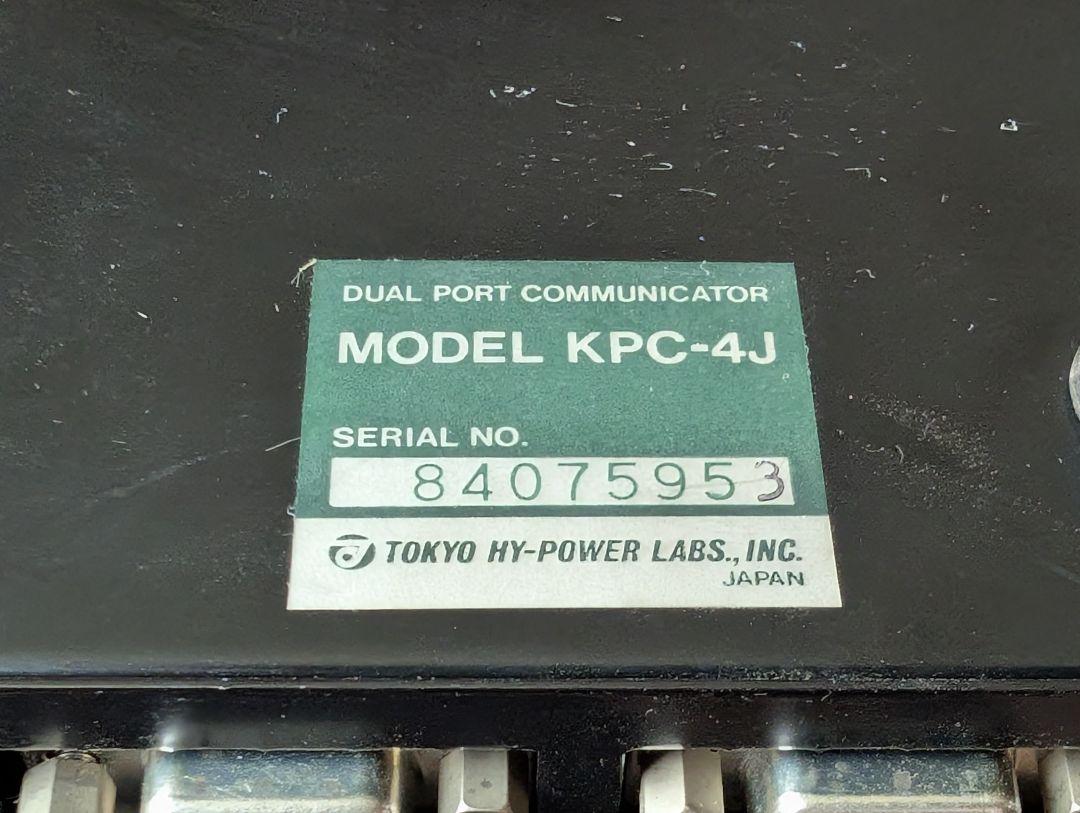 DUAL PORT COMMUNICATOR
MODEL KPC-4J
SERIAL NO.
84075953
TOKYO HY-POWER LABS., INC.
JAPAN